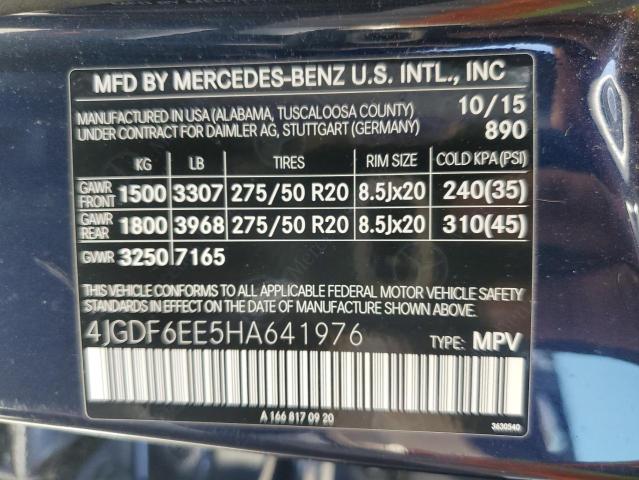 MFD BY MERCEDES-BENZ U.S. INTL., INC
MANUFACTURED IN USA (ALABAMA, TUSCALOOSA COUNTY) 10/15
UNDER CONTRACT FOR DAIMLER AG, STUTTGART (GERMANY) 890
KG LB TIRES RIM SIZE COLD KPA (PSI)
GAWR FRONT 1500 3307 275/50 R20 8.5Jx20 240(35)
GAWR REAR 1800 3968 275/50 R20 8.5Jx20 310(45)
GVWR 3250 7165
THIS VEHICLE CONFORMS TO ALL APPLICABLE FEDERAL MOTOR VEHICLE SAFETY
STANDARDS IN EFFECT ON THE DATE OF MANUFACTURE SHOWN ABOVE.
4JGDF6EE5HA641976 TYPE: MPV
A 166 817 09 20
3630540